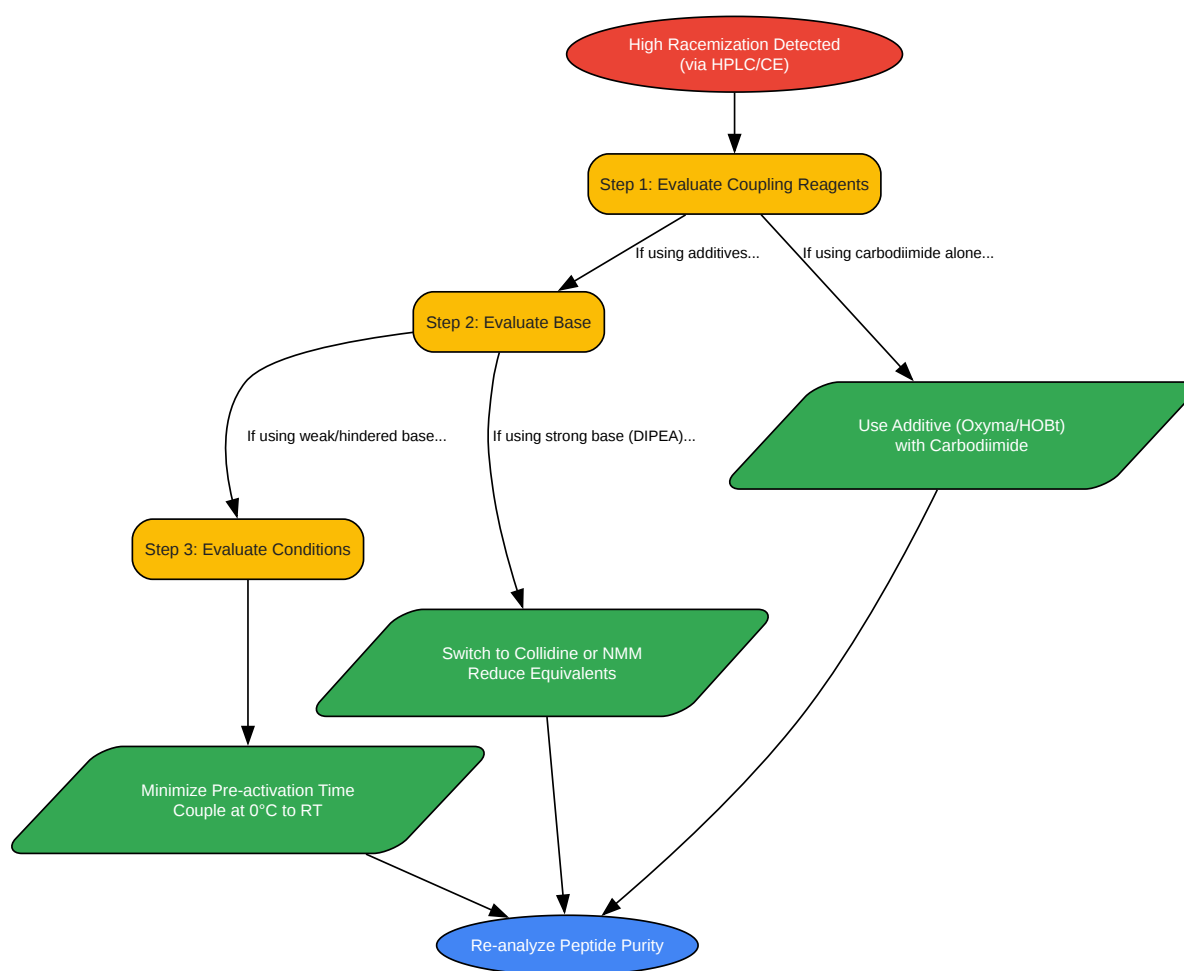 High Racemization Detected
(via HPLC/CE)
Step 1: Evaluate Coupling Reagents
If using additives...
If using carbodiimide alone...
Step 2: Evaluate Base
If using weak/hindered base...
If using strong base (DIPEA)...
Use Additive (Oxyma/HOBt)
with Carbodiimide
Step 3: Evaluate Conditions
Switch to Collidine or NMM
Reduce Equivalents
Minimize Pre-activation Time
Couple at 0°C to RT
Re-analyze Peptide Purity